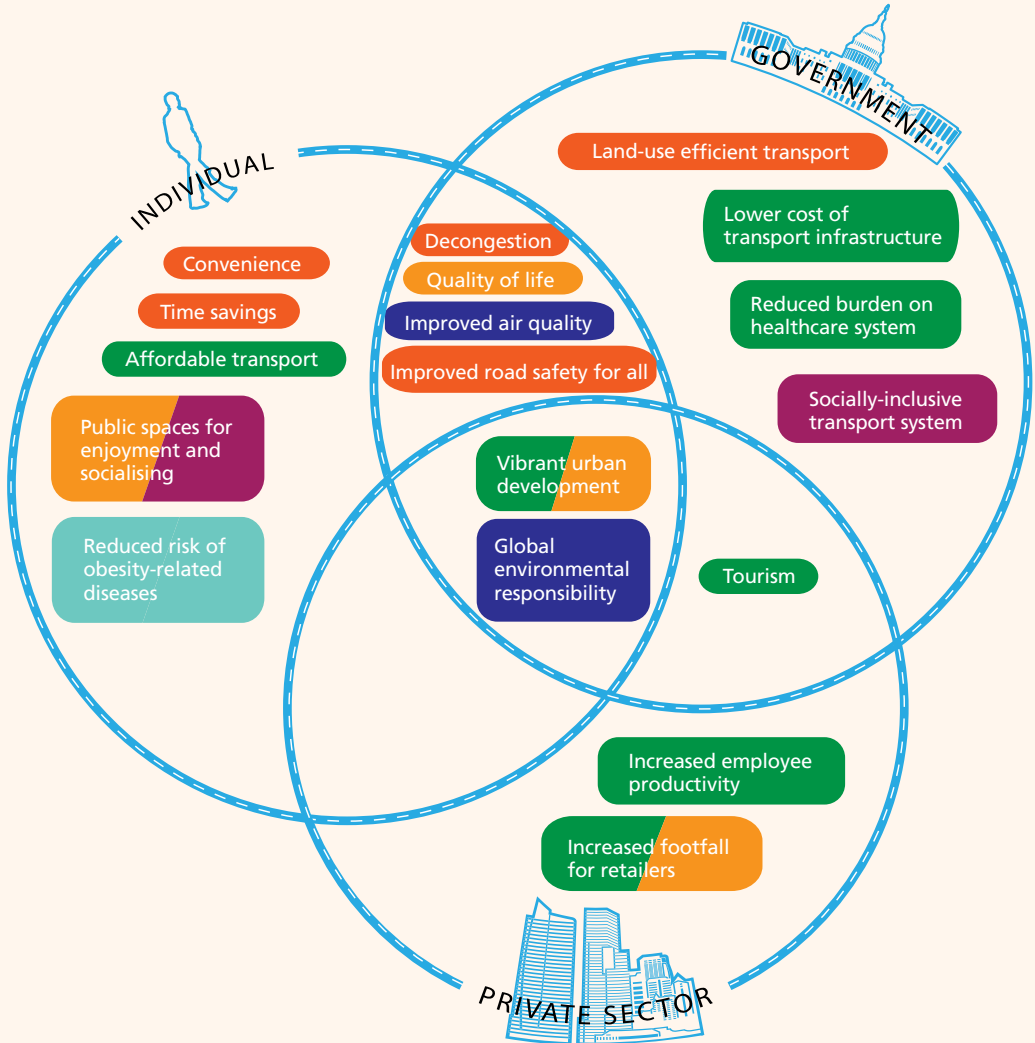 GOVERNMENT
INDIVIDUAL
Land-use efficient transport
Lower cost of
transport infrastructure
Reduced burden on
healthcare system
Socially-inclusive
transport system
Decongestion
Quality of life
Improved air quality
Improved road safety for all
Convenience
Time savings
Affordable transport
Public spaces for
enjoyment and
socialising
Reduced risk of
obesity-related
diseases
Vibrant urban
development
Global
environmental
responsibility
Tourism
Increased employee
productivity
Increased footfall
for retailers
PRIVATE SECTOR